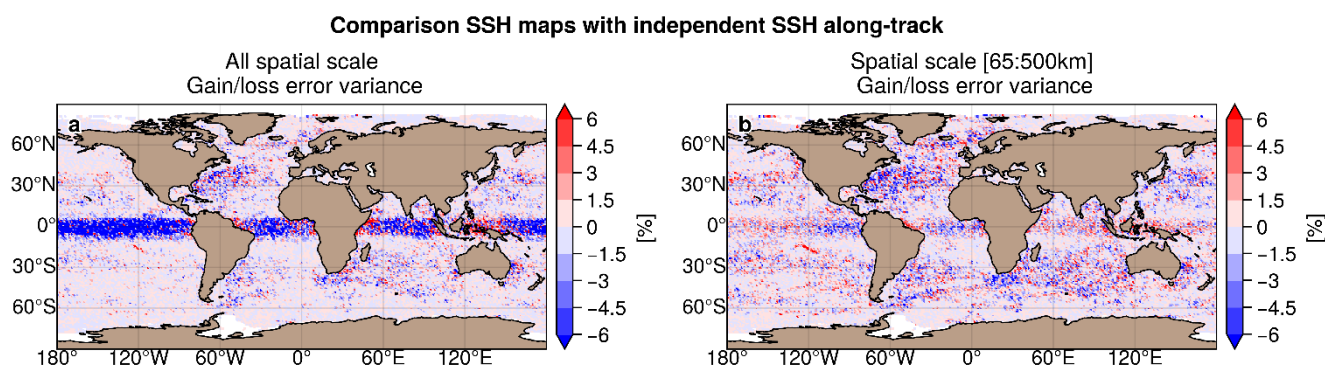 Comparison SSH maps with independent SSH along-track
All spatial scale
Gain/loss error variance
a
60°N
30°N
0°
30°S
60°S
180°
120°W
60°W
0°
60°E
120°E
6
4.5
3
1.5
0
−1.5
−3
−4.5
−6
[%]
Spatial scale [65:500km]
Gain/loss error variance
b
60°N
30°N
0°
30°S
60°S
180°
120°W
60°W
0°
60°E
120°E
6
4.5
3
1.5
0
−1.5
−3
−4.5
−6
[%]